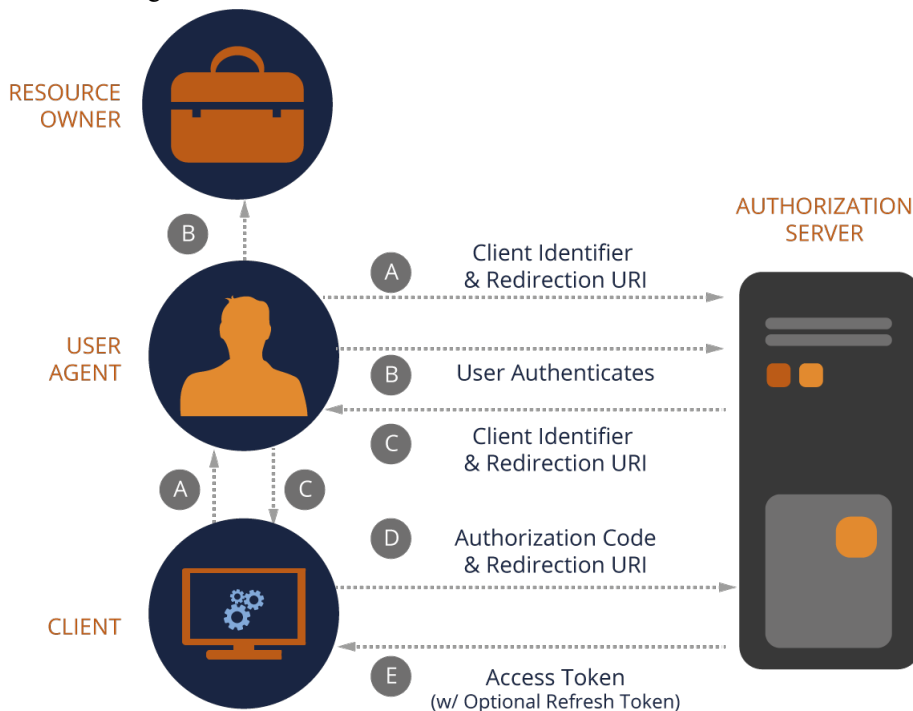 RESOURCE
OWNER
B
AUTHORIZATION
SERVER
A
Client Identifier
& Redirection URI
USER
AGENT
B
User Authenticates
C
Client Identifier
& Redirection URI
A
C
D
Authorization Code
& Redirection URI
CLIENT
E
Access Token
(w/ Optional Refresh Token)